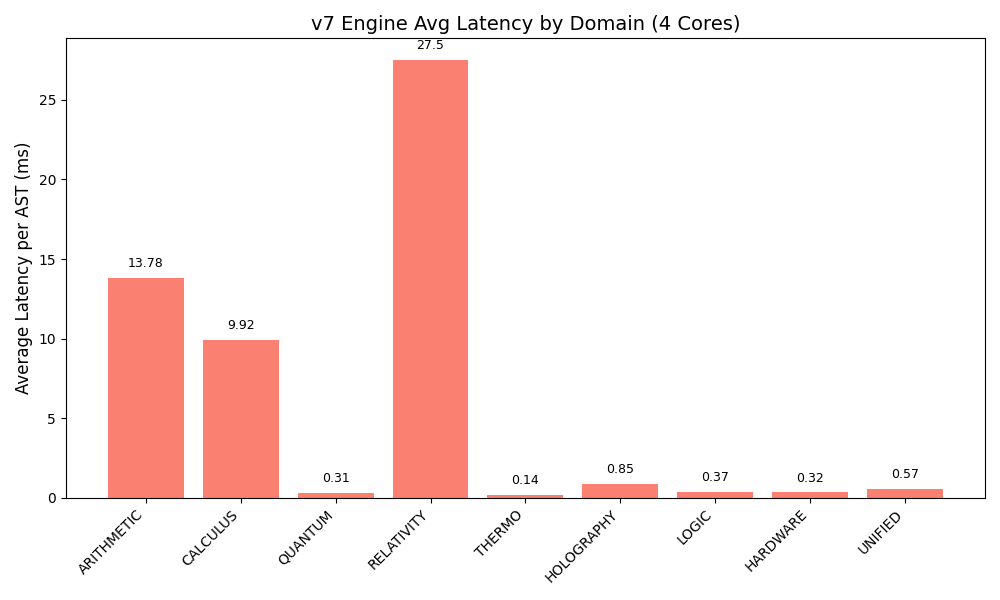 v7 Engine Avg Latency by Domain (4 Cores)
Average Latency per AST (ms)
25
20
15
10
5
0
13.78
9.92
0.31
27.5
0.14
0.85
0.37
0.32
0.57
ARITHMETIC
CALCULUS
QUANTUM
RELATIVITY
THERMO
HOLOGRAPHY
LOGIC
HARDWARE
UNIFIED